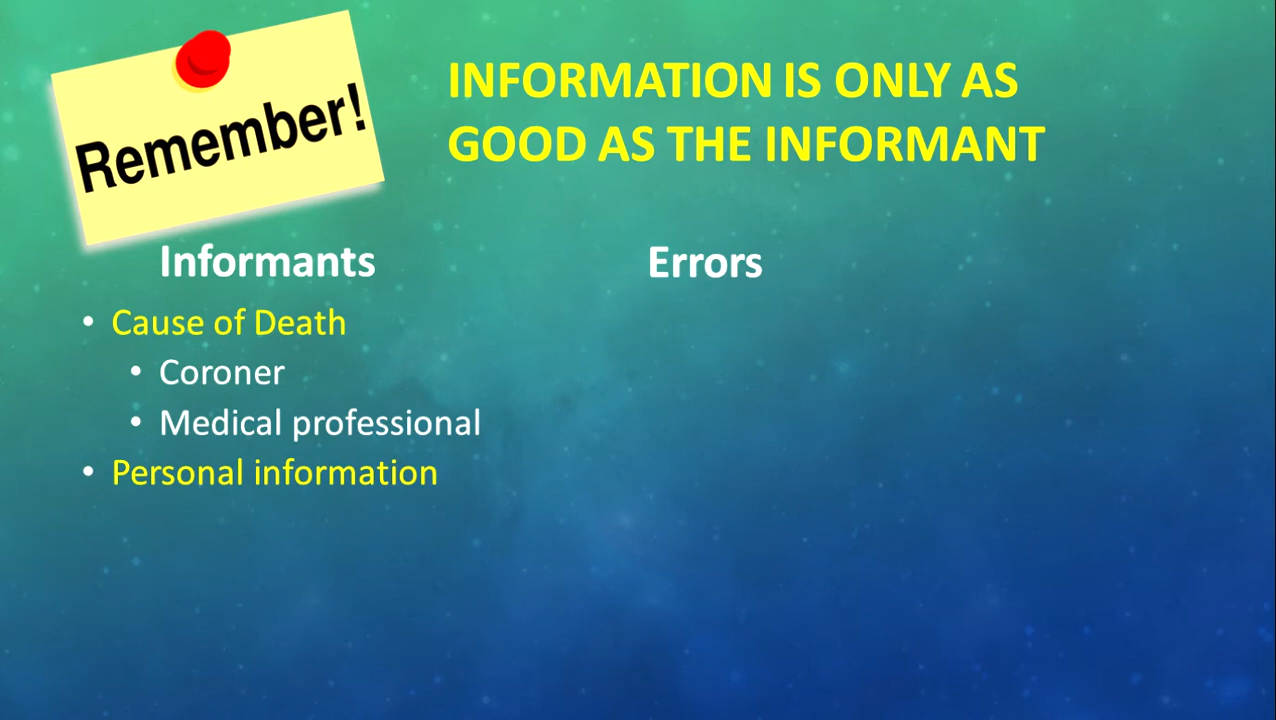 Remember!
INFORMATION IS ONLY AS
GOOD AS THE INFORMANT
Informants
• Cause of Death
• Coroner
• Medical professional
• Personal information
Errors